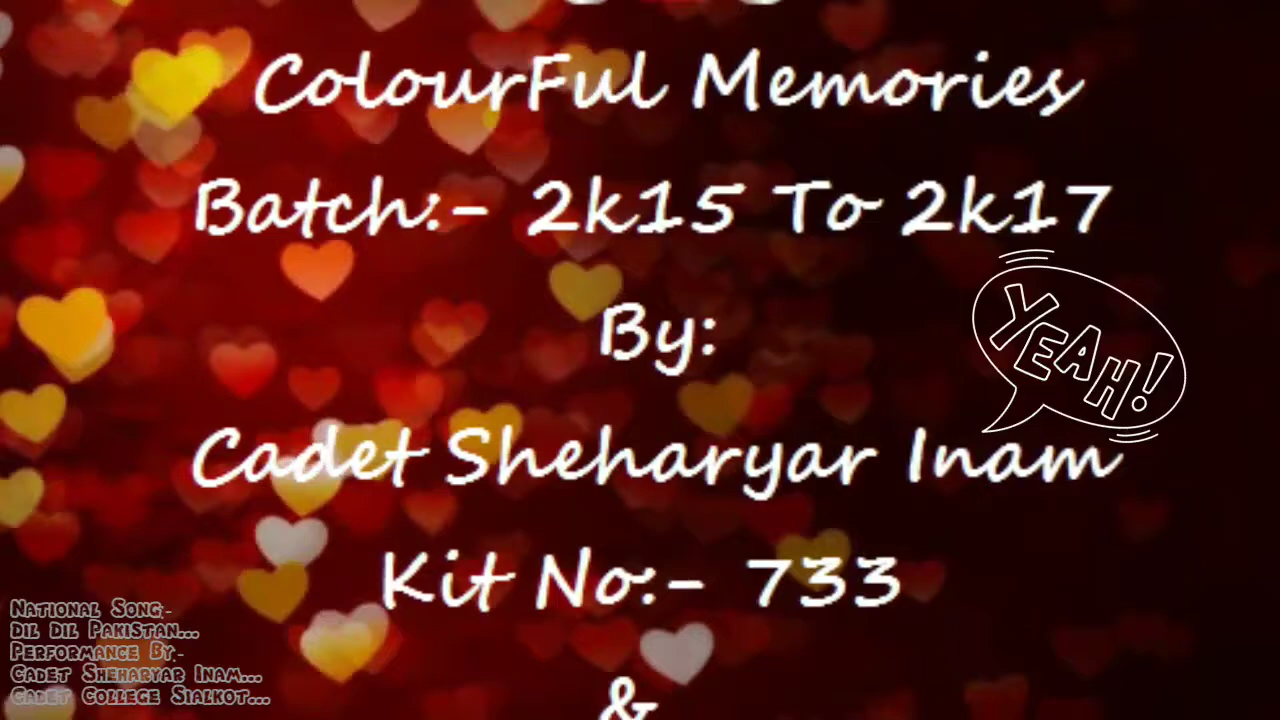 ColourFul Memories
Batch:- 2k15 To 2k17
By:
YEAH!
Cadet Sheharyar Inam
Kit No:- 733
&
National Song:-
Dil Dil Pakistan...
Performance By:-
Cadet Sheharyar Inam...
Cadet College Sialkot...